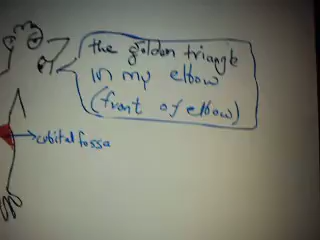 the golden triangle
in my elbow
(front of elbow)
cubital fossa